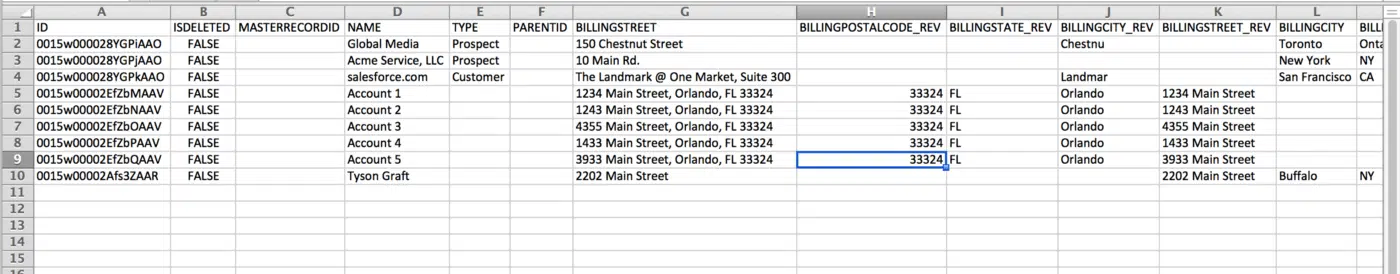 A B C D E F G H I J K L
1 ID ISDELETED MASTERRECORDID NAME TYPE PARENTID BILLINGSTREET BILLINGPOSTALCODE_REV BILLINGSTATE_REV BILLINGCITY_REV BILLINGSTREET_REV BILLINGCITY BILL
2 0015w000028YGPiAAO FALSE Global Media Prospect 150 Chestnut Street Chestnu Toronto Onta
3 0015w000028YGPjAAO FALSE Acme Service, LLC Prospect 10 Main Rd. New York NY
4 0015w000028YGPkAAO FALSE salesforce.com Customer The Landmark @ One Market, Suite 300 Landmar San Francisco CA
5 0015w00002EfZbMAAV FALSE Account 1 1234 Main Street, Orlando, FL 33324 33324 FL Orlando 1234 Main Street
6 0015w00002EfZbNAAV FALSE Account 2 1243 Main Street, Orlando, FL 33324 33324 FL Orlando 1243 Main Street
7 0015w00002EfZbOAAV FALSE Account 3 4355 Main Street, Orlando, FL 33324 33324 FL Orlando 4355 Main Street
8 0015w00002EfZbPAAV FALSE Account 4 1433 Main Street, Orlando, FL 33324 33324 FL Orlando 1433 Main Street
9 0015w00002EfZbQAAV FALSE Account 5 3933 Main Street, Orlando, FL 33324 33324 FL Orlando 3933 Main Street
10 0015w00002Afs3ZAAR FALSE Tyson Graft 2202 Main Street 2202 Main Street Buffalo NY
11
12
13
14
15